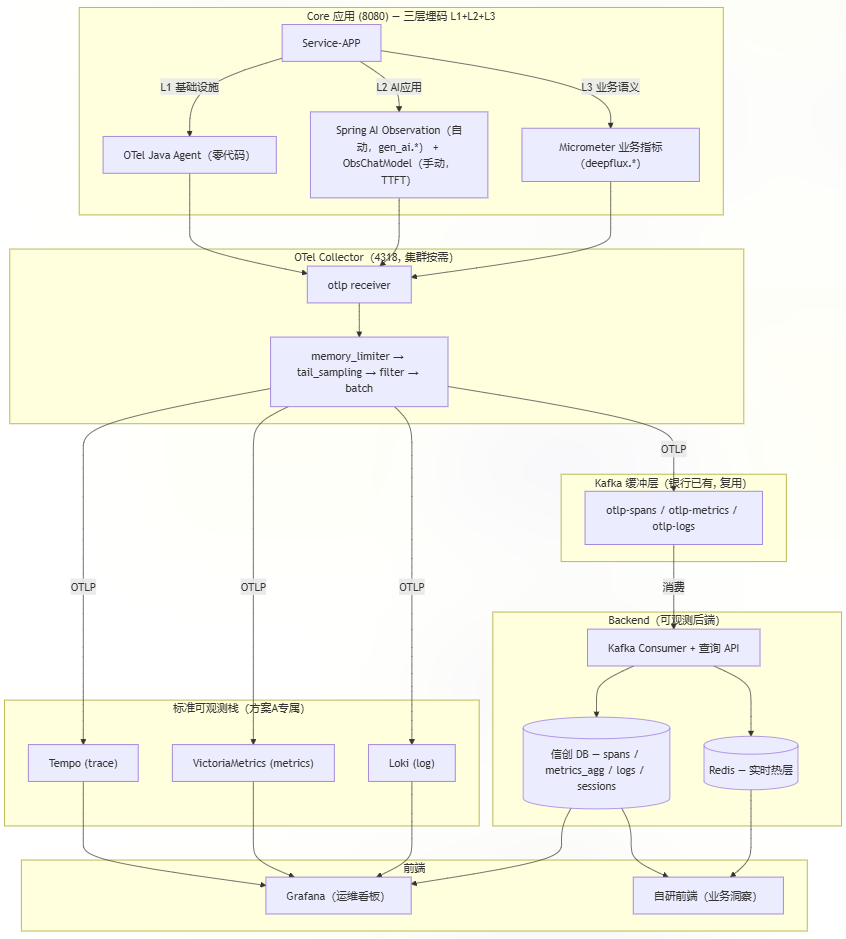 Core 应用 (8080) — 三层埋码 L1+L2+L3
Service-APP
L1 基础设施
L2 AI应用
L3 业务语义
OTel Java Agent（零代码）
Spring AI Observation（自
动，gen_ai.*） +
ObsChatModel（手动，
TTFT)
Micrometer 业务指标
(deepflux.*)
OTel Collector（4318, 集群按需）
otlp receiver
memory_limiter →
tail_sampling → filter →
batch
OTLP
Kafka 缓冲层（银行已有, 复用）
otlp-spans / otlp-metrics /
otlp-logs
OTLP
OTLP
OTLP
消费
Backend（可观测后端）
Kafka Consumer + 查询 API
标准可观测栈（方案A专属）
Tempo (trace)
VictoriaMetrics (metrics)
Loki (log)
信创 DB — spans /
metrics_agg / logs /
sessions
Redis — 实时热层
前端
Grafana（运维看板）
自研前端（业务洞察）